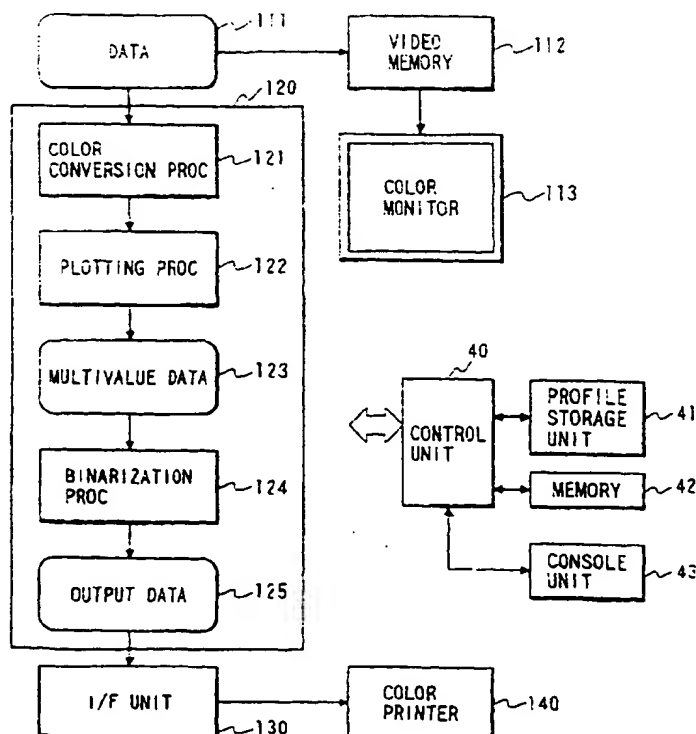 111
DATA
VIDEO
MEMORY
112
120
COLOR
CONVERSION PROC
121
COLOR
MONITOR
113
PLOTTING PROC
122
MULTIVALUE DATA
123
40
CONTROL
UNIT
PROFILE
STORAGE
UNIT
41
BINARIZATION
PROC
124
MEMORY
42
OUTPUT DATA
125
CONSOLE
UNIT
43
I/F UNIT
130
COLOR
PRINTER
140